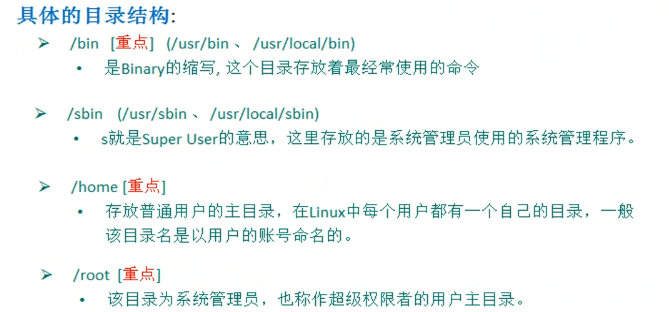 具体的目录结构:
➢ /bin [重点] (/usr/bin 、 /usr/local/bin)
• 是Binary的缩写, 这个目录存放着最经常使用的命令
➢ /sbin (/usr/sbin 、 /usr/local/sbin)
• s就是Super User的意思，这里存放的是系统管理员使用的系统管理程序。
➢ /home [重点]
• 存放普通用户的主目录，在Linux中每个用户都有一个自己的目录，一般
该目录名是以用户的账号命名的。
➢ /root [重点]
• 该目录为系统管理员，也称作超级权限者的用户主目录。